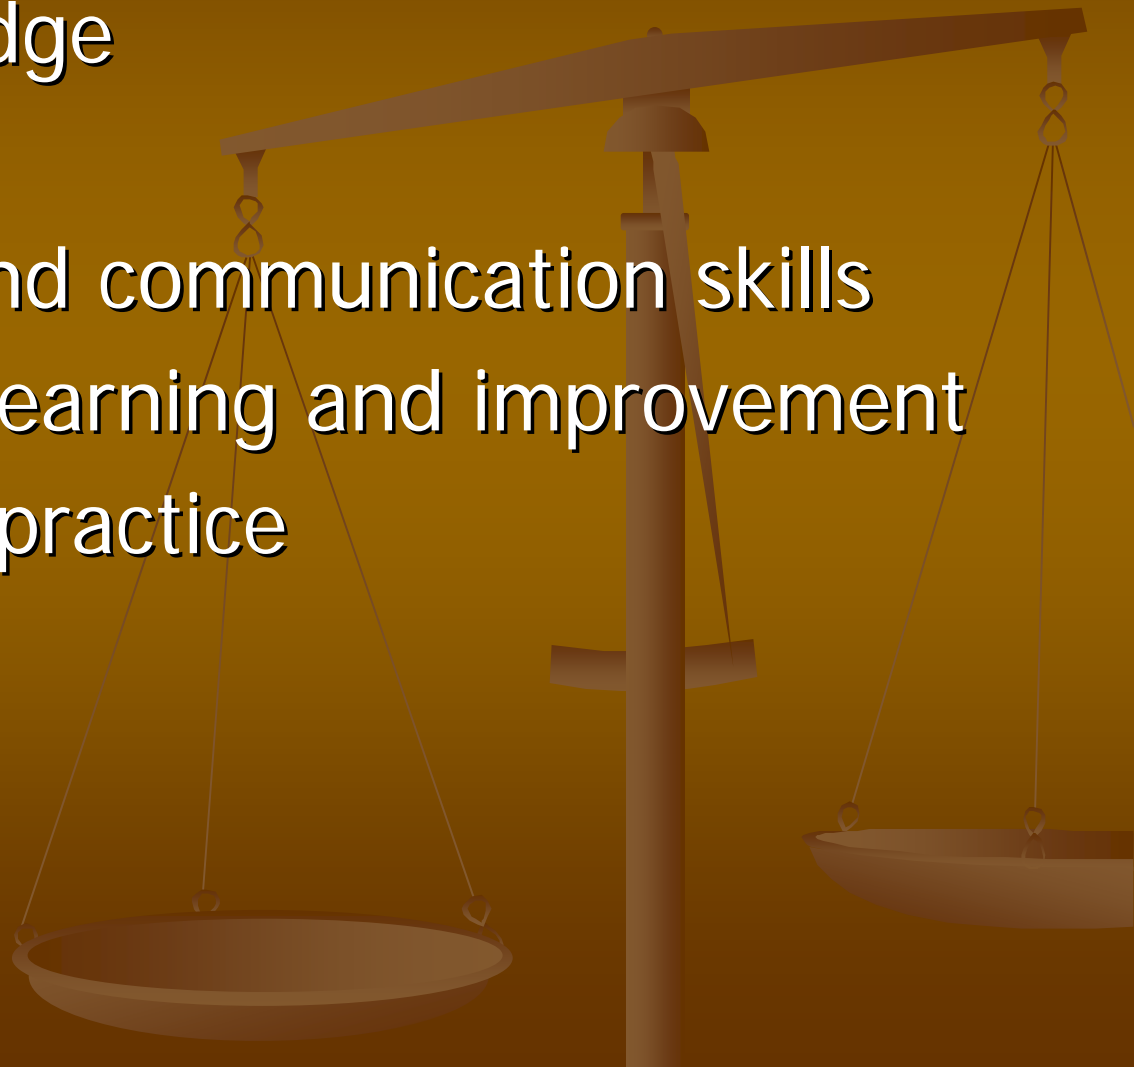 dge
nd communication skills
earning and improvement
practice